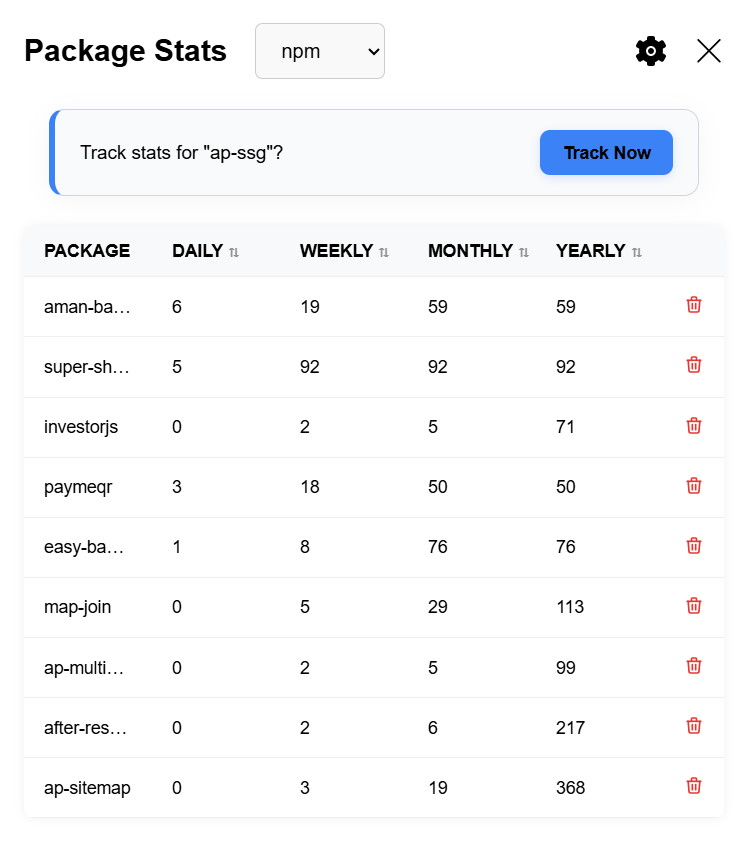 Package Stats npm
Track stats for "ap-ssg"? Track Now
PACKAGE DAILY WEEKLY MONTHLY YEARLY
aman-ba… 6 19 59 59
super-sh… 5 92 92 92
investorjs 0 2 5 71
paymeqr 3 18 50 50
easy-ba… 1 8 76 76
map-join 0 5 29 113
ap-multi… 0 2 5 99
after-res… 0 2 6 217
ap-sitemap 0 3 19 368